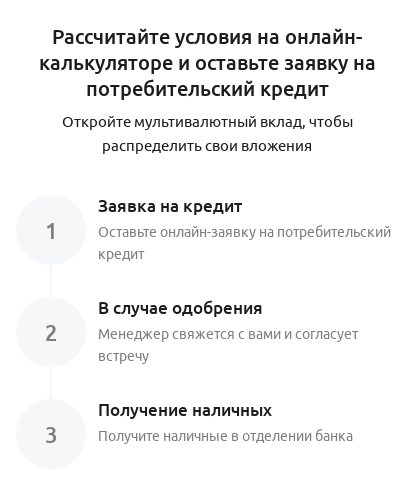 Рассчитайте условия на онлайн-
калькуляторе и оставьте заявку на
потребительский кредит
Откройте мультивалютный вклад, чтобы
распределить свои вложения
1
Заявка на кредит
Оставьте онлайн-заявку на потребительский
кредит
2
В случае одобрения
Менеджер свяжется с вами и согласует
встречу
3
Получение наличных
Получите наличные в отделении банка